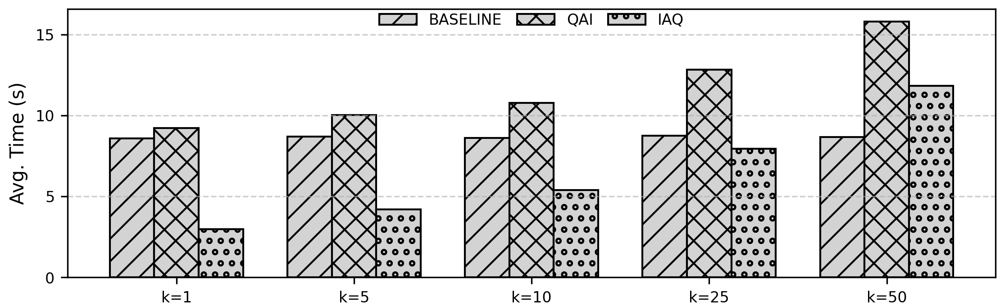 BASELINE QAI IAQ
Avg. Time (s)
15
10
5
0
k=1 k=5 k=10 k=25 k=50